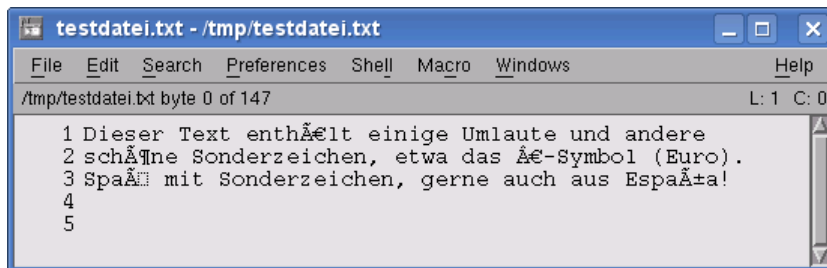 testdatei.txt - /tmp/testdatei.txt
File Edit Search Preferences Shell Macro Windows Help
/tmp/testdatei.txt byte 0 of 147 L: 1 C: 0
1 Dieser Text enthÃ€lt einige Umlaute und andere
2 schÃ¶ne Sonderzeichen, etwa das Â€-Symbol (Euro).
3 SpaÃ mit Sonderzeichen, gerne auch aus EspaÃ±a!
4
5